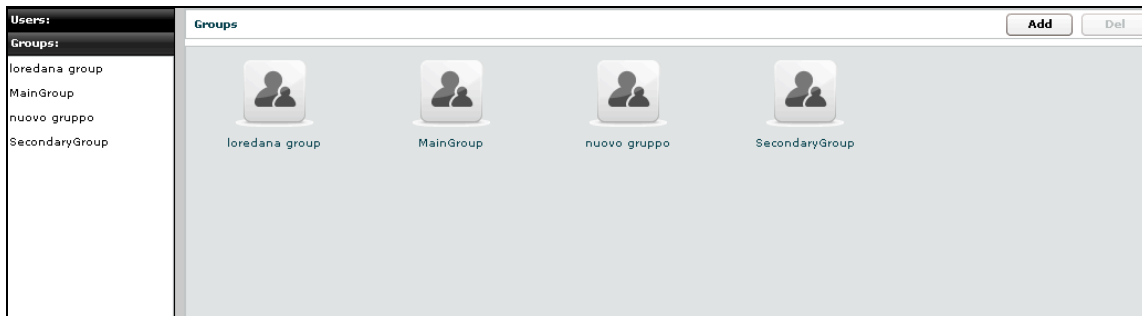 Users:
Groups:
loredana group
MainGroup
nuovo gruppo
SecondaryGroup
Groups
Add
Del
loredana group
MainGroup
nuovo gruppo
SecondaryGroup